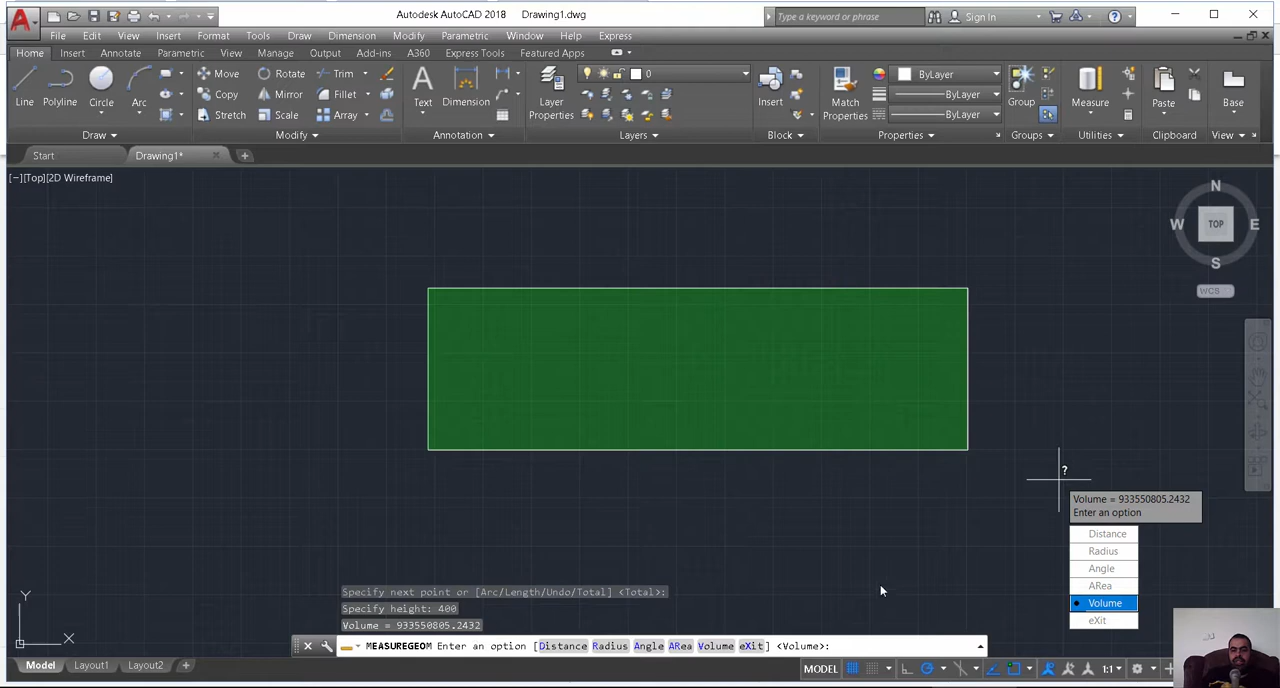 Autodesk AutoCAD 2018 Drawing1.dwg
Type a keyword or phrase
Sign In
File Edit View Insert Format Tools Draw Dimension Modify Parametric Window Help Express
Home Insert Annotate Parametric View Manage Output Add-ins A360 Express Tools Featured Apps
Line Polyline Circle Arc
Move Rotate Trim
Copy Mirror Fillet
Stretch Scale Array
Text Dimension
Layer Properties
0
Insert
Match Properties
ByLayer
ByLayer
ByLayer
Group
Measure
Paste
Base
Draw Modify Annotation Layers Block Properties Groups Utilities Clipboard View
Start Drawing1*
[−][Top][2D Wireframe]
N
W TOP E
S
WCS
?
Volume = 933550805.2432
Enter an option
Distance
Radius
Angle
ARea
Volume
eXit
Specify next point or [Arc/Length/Undo/Total] <Total>:
Specify height: 400
Volume = 933550805.2432
MEASUREGEOM Enter an option [Distance Radius Angle ARea Volume eXit] <Volume>:
Y
X
Model Layout1 Layout2 +
MODEL 1:1